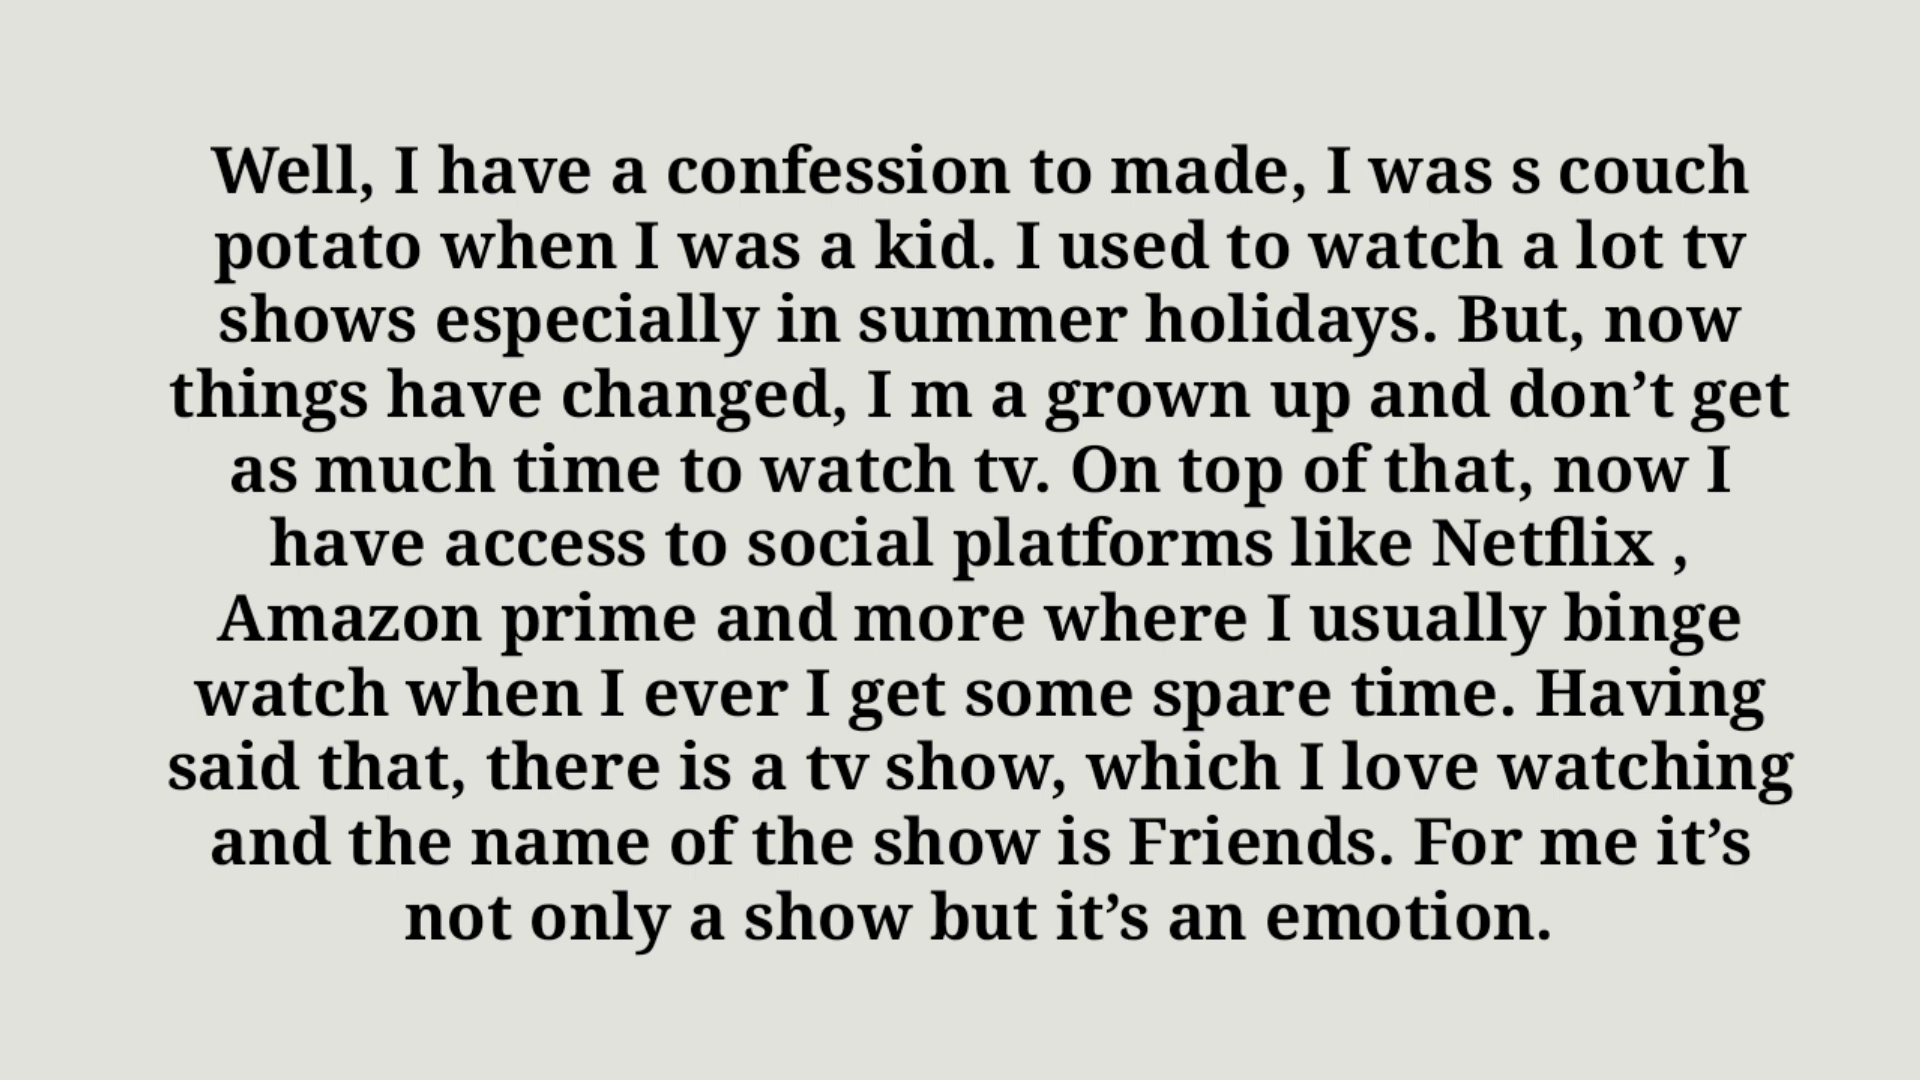 Well, I have a confession to made, I was s couch
potato when I was a kid. I used to watch a lot tv
shows especially in summer holidays. But, now
things have changed, I m a grown up and don’t get
as much time to watch tv. On top of that, now I
have access to social platforms like Netflix ,
Amazon prime and more where I usually binge
watch when I ever I get some spare time. Having
said that, there is a tv show, which I love watching
and the name of the show is Friends. For me it’s
not only a show but it’s an emotion.